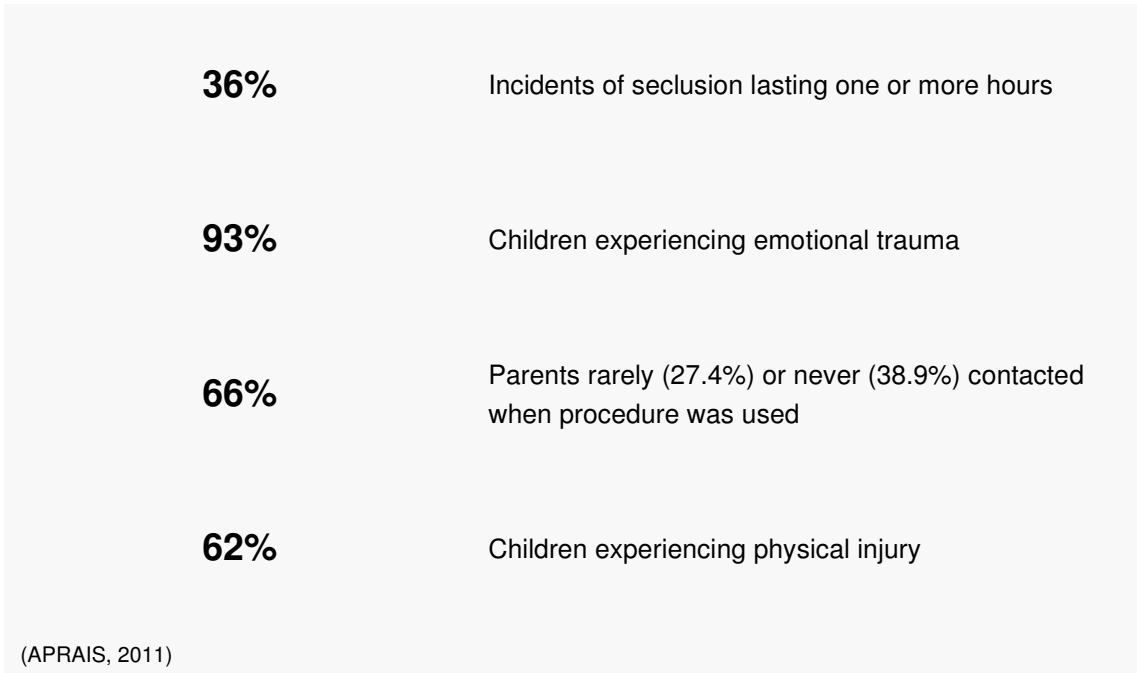 36% Incidents of seclusion lasting one or more hours
93% Children experiencing emotional trauma
66% Parents rarely (27.4%) or never (38.9%) contacted
when procedure was used
62% Children experiencing physical injury
(APRAIS, 2011)